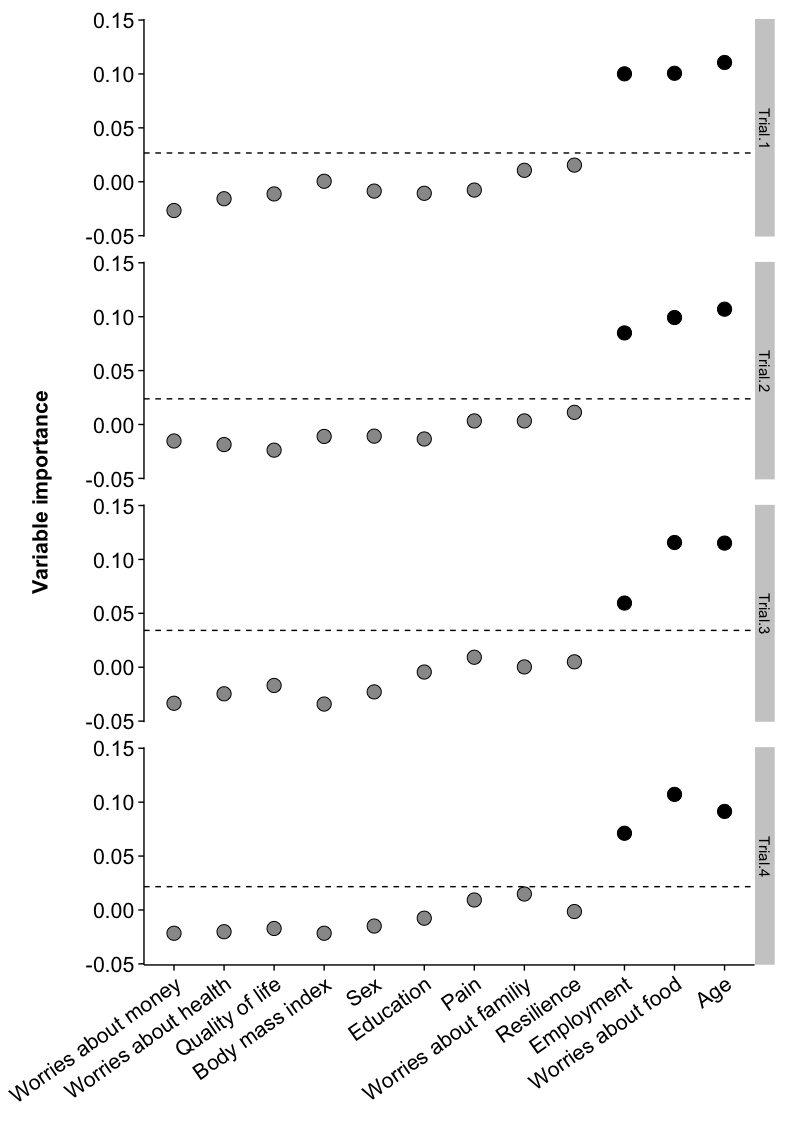 Variable importance
0.15
0.10
0.05
0.00
-0.05
Trial.1
0.15
0.10
0.05
0.00
-0.05
Trial.2
0.15
0.10
0.05
0.00
-0.05
Trial.3
0.15
0.10
0.05
0.00
-0.05
Trial.4
Worries about money
Worries about health
Quality of life
Body mass index
Sex
Education
Pain
Worries about familiy
Resilience
Employment
Worries about food
Age